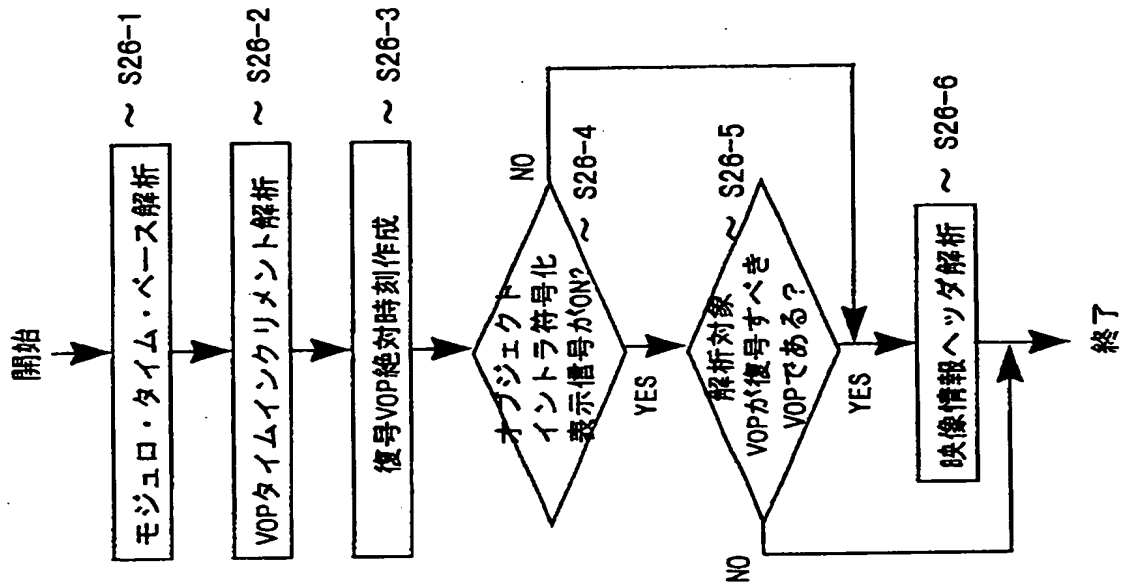 開始
モジュロ・タイム・ベース解析
~ S26-1
VOPタイムインクリメント解析
~ S26-2
復号VOP絶対時刻作成
~ S26-3
オブジェクト
イントラ符号化
表示信号がON?
~ S26-4
NO
YES
解析対象
VOPが復号すべき
VOPである？
~ S26-5
NO
YES
映像情報ヘッダ解析
~ S26-6
終了